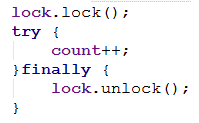 lock.lock();
try {
    count++;
}finally {
    lock.unlock();
}